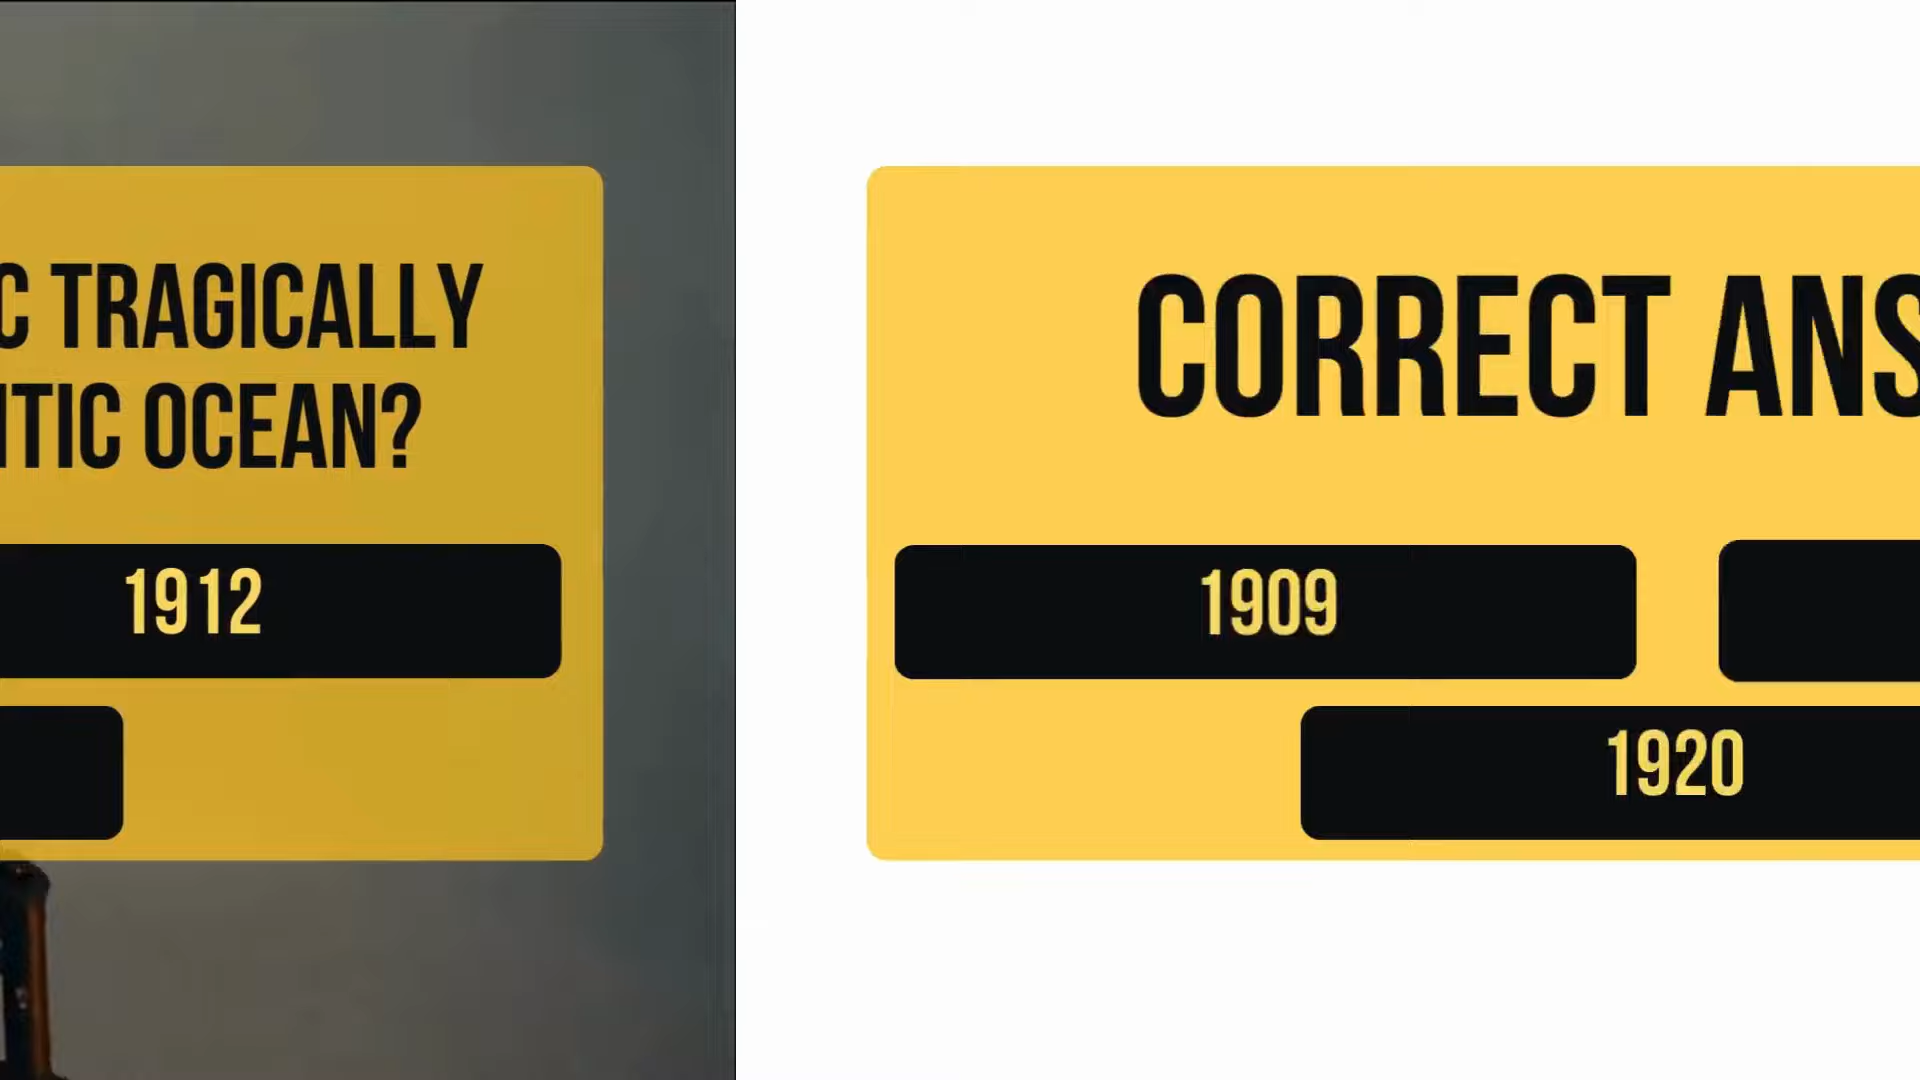 C TRAGICALLY
TIC OCEAN?
1912
CORRECT ANS
1909
1920